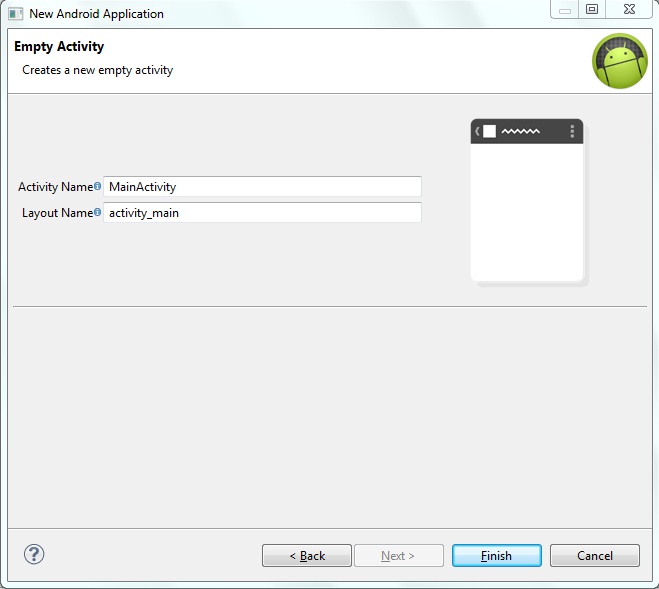 New Android Application
Empty Activity
Creates a new empty activity
Activity Name MainActivity
Layout Name activity_main
< Back Next > Finish Cancel